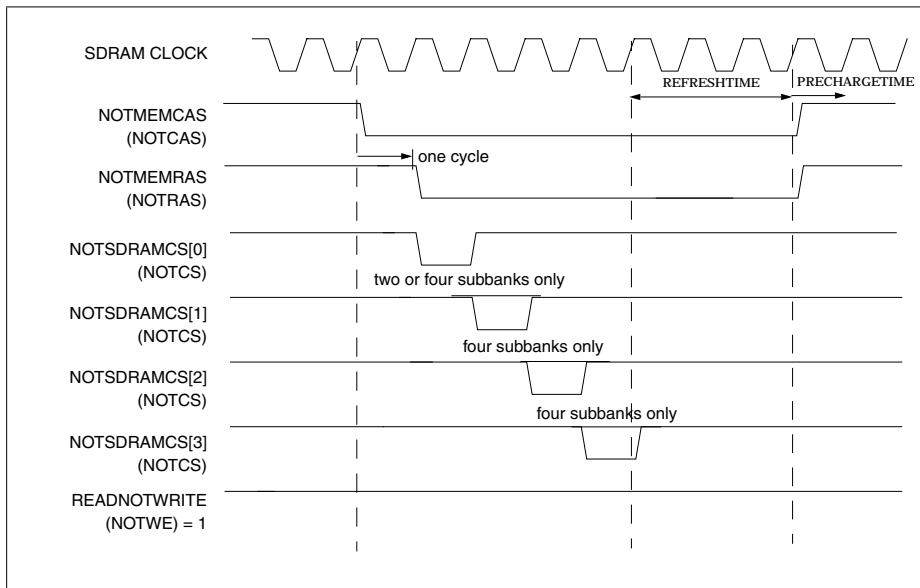 SDRAM CLOCK
REFRESHTIME
PRECHARGETIME
NOTMEMCAS
(NOTCAS)
one cycle
NOTMEMRAS
(NOTRAS)
NOTSDRAMCS[0]
(NOTCS)
two or four subbanks only
NOTSDRAMCS[1]
(NOTCS)
four subbanks only
NOTSDRAMCS[2]
(NOTCS)
four subbanks only
NOTSDRAMCS[3]
(NOTCS)
READNOTWRITE
(NOTWE) = 1